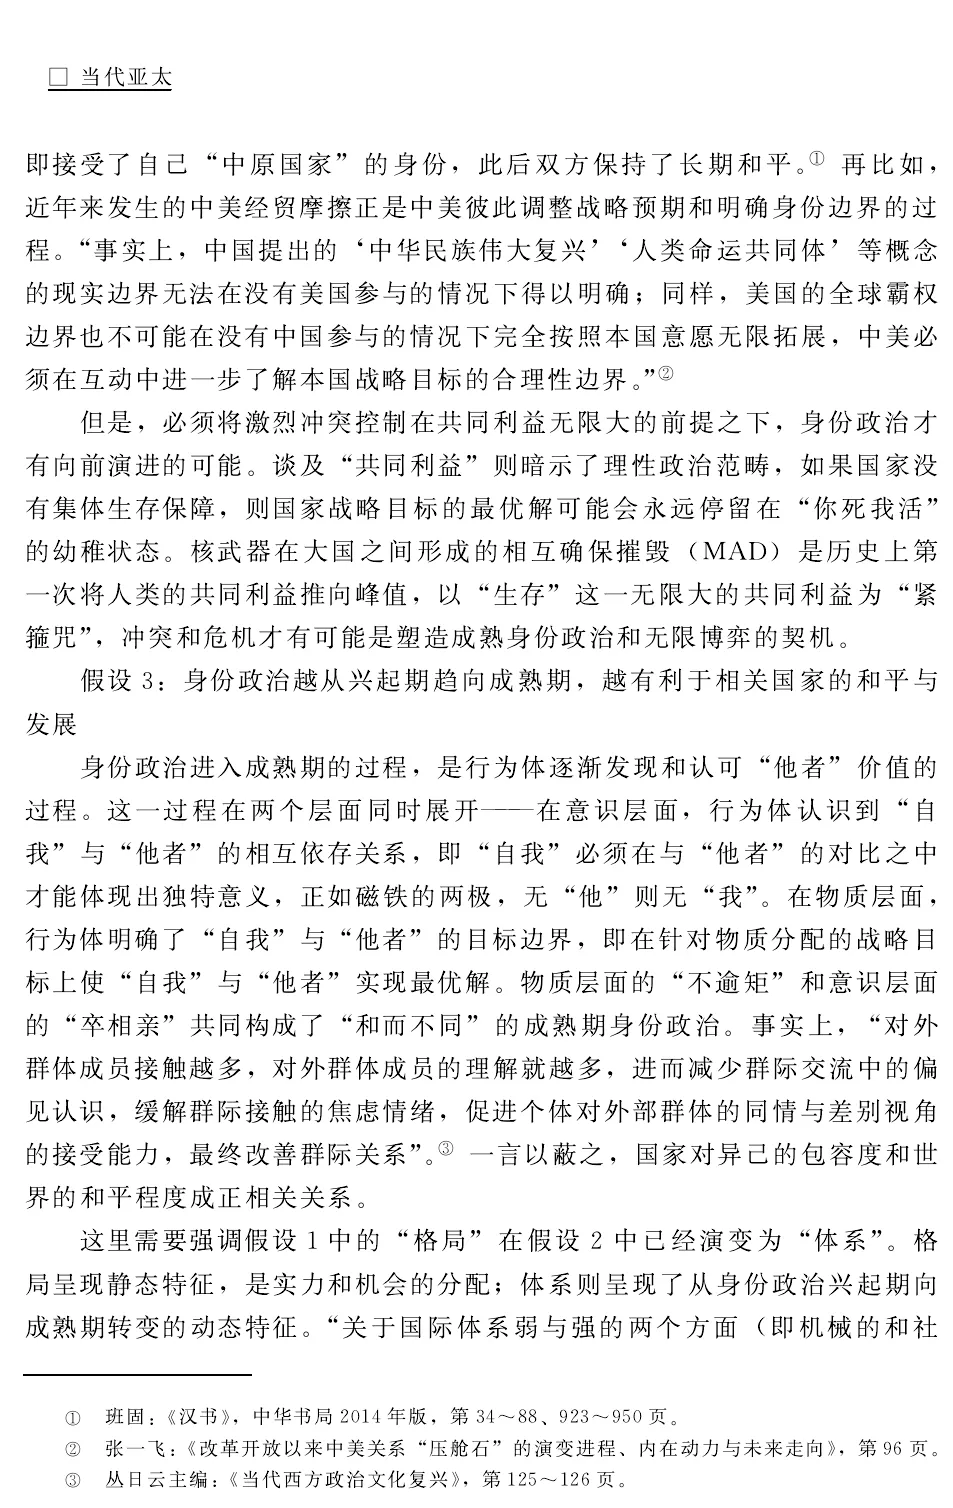 □ 当代亚太
即接受了自己“中原国家”的身份，此后双方保持了长期和平。① 再比如，
近年来发生的中美经贸摩擦正是中美彼此调整战略预期和明确身份边界的过
程。“事实上，中国提出的‘中华民族伟大复兴’‘人类命运共同体’等概念
的现实边界无法在没有美国参与的情况下得以明确；同样，美国的全球霸权
边界也不可能在没有中国参与的情况下完全按照本国意愿无限拓展，中美必
须在互动中进一步了解本国战略目标的合理性边界。”②
但是，必须将激烈冲突控制在共同利益无限大的前提之下，身份政治才
有向前演进的可能。谈及“共同利益”则暗示了理性政治范畴，如果国家没
有集体生存保障，则国家战略目标的最优解可能会永远停留在“你死我活”
的幼稚状态。核武器在大国之间形成的相互确保摧毁（MAD）是历史上第
一次将人类的共同利益推向峰值，以“生存”这一无限大的共同利益为“紧
箍咒”，冲突和危机才有可能是塑造成熟身份政治和无限博弈的契机。
假设 3：身份政治越从兴起期趋向成熟期，越有利于相关国家的和平与
发展
身份政治进入成熟期的过程，是行为体逐渐发现和认可“他者”价值的
过程。这一过程在两个层面同时展开——在意识层面，行为体认识到“自
我”与“他者”的相互依存关系，即“自我”必须在与“他者”的对比之中
才能体现出独特意义，正如磁铁的两极，无“他”则无“我”。在物质层面，
行为体明确了“自我”与“他者”的目标边界，即在针对物质分配的战略目
标上使“自我”与“他者”实现最优解。物质层面的“不逾矩”和意识层面
的“卒相亲”共同构成了“和而不同”的成熟期身份政治。事实上，“对外
群体成员接触越多，对外群体成员的理解就越多，进而减少群际交流中的偏
见认识，缓解群际接触的焦虑情绪，促进个体对外部群体的同情与差别视角
的接受能力，最终改善群际关系”。③ 一言以蔽之，国家对异己的包容度和世
界的和平程度成正相关关系。
这里需要强调假设 1 中的“格局”在假设 2 中已经演变为“体系”。格
局呈现静态特征，是实力和机会的分配；体系则呈现了从身份政治兴起期向
成熟期转变的动态特征。“关于国际体系弱与强的两个方面（即机械的和社
① 班固：《汉书》，中华书局 2014 年版，第 34～88、923～950 页。
② 张一飞：《改革开放以来中美关系“压舱石”的演变进程、内在动力与未来走向》，第 96 页。
③ 丛日云主编：《当代西方政治文化复兴》，第 125～126 页。